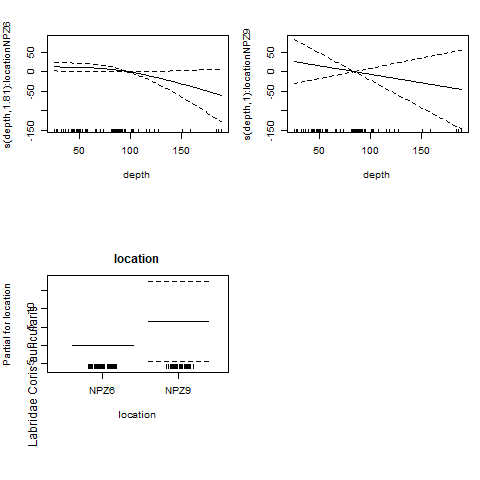 s(depth,1.81):locationNPZ6
50
0
-50
-150
50 100 150
depth
s(depth,1):locationNPZ9
50
0
-50
-150
50 100 150
depth
location
Partial for location
Labridae Coris auricularis
NPZ6 NPZ9
location